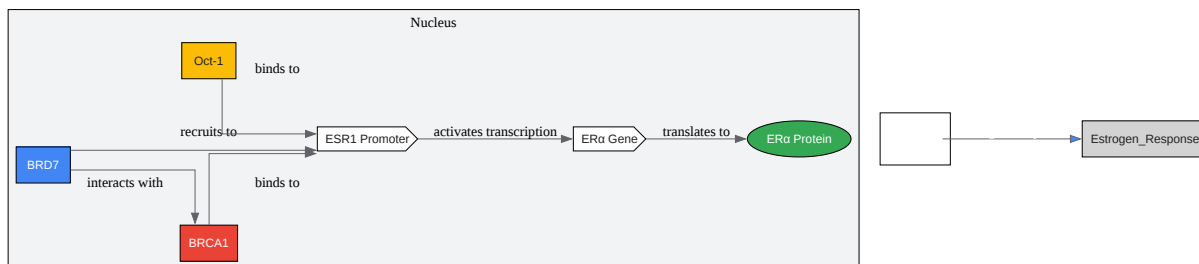 Nucleus
Oct-1
binds to
recruits to
ESR1 Promoter
activates transcription
ERα Gene
translates to
ERα Protein
Estrogen_Response
BRD7
interacts with
binds to
BRCA1